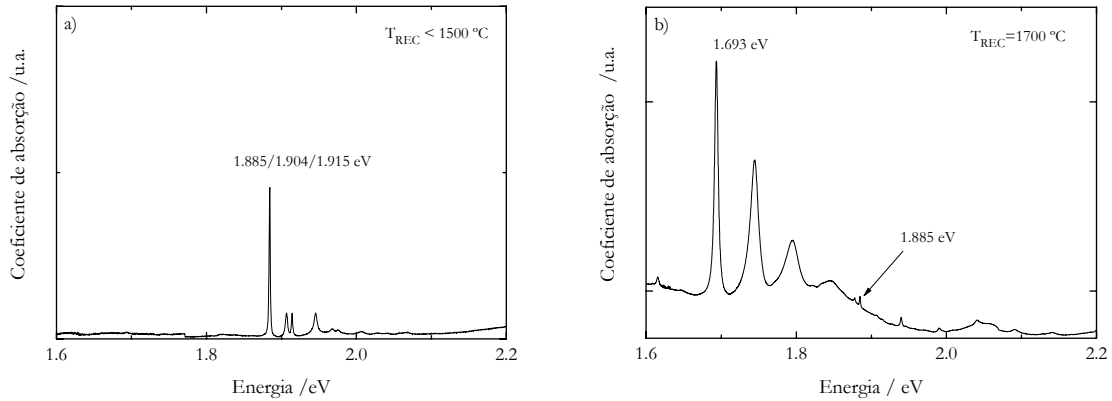 a)
T_REC < 1500 ºC
Coeficiente de absorção /u.a.
1.885/1.904/1.915 eV
1.6 1.8 2.0 2.2
Energia /eV
b)
1.693 eV
T_REC=1700 ºC
Coeficiente de absorção /u.a.
1.885 eV
1.6 1.8 2.0 2.2
Energia / eV